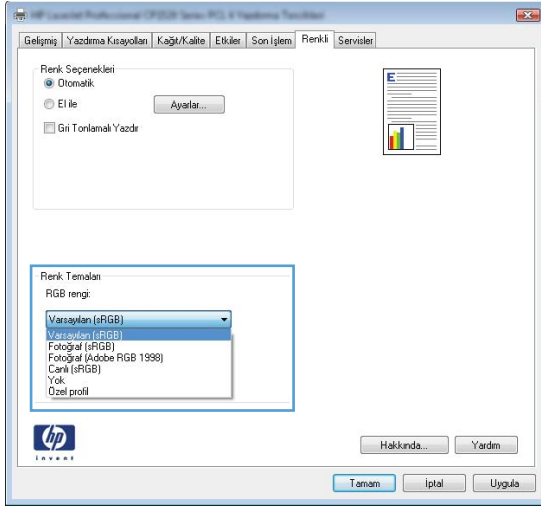 Gelişmiş Yazdırma Kısayolları Kağıt/Kalite Etkiler Son İşlem Renkli Servisler
Renk Seçenekleri
Otomatik
El ile Ayarlar...
Gri Tonlamalı Yazdır
E
Renk Temaları
RGB rengi:
Varsayılan (sRGB)
Varsayılan (sRGB)
Fotoğraf (sRGB)
Fotoğraf (Adobe RGB 1998)
Canlı (sRGB)
Yok
Özel profil
hp
invent
Hakkında... Yardım
Tamam İptal Uygula